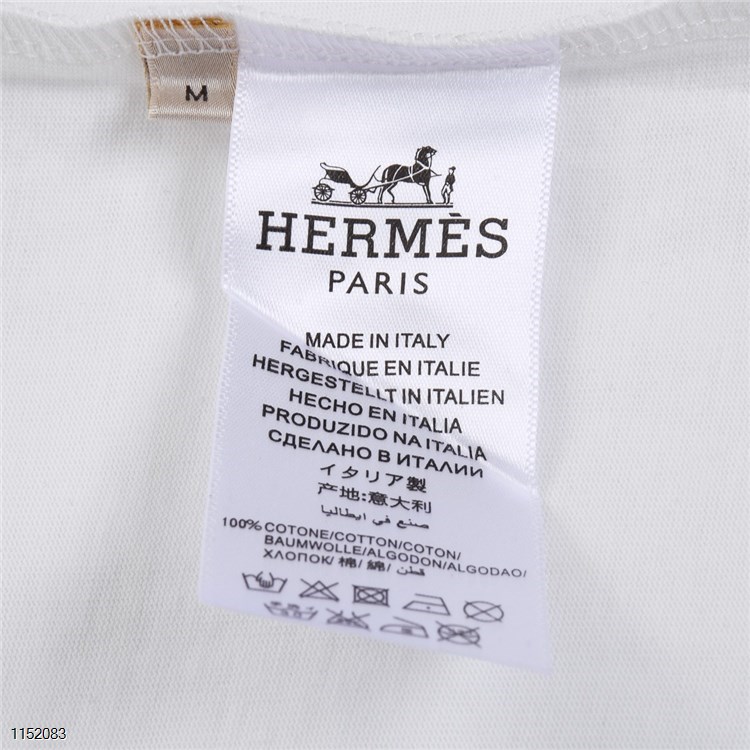 M
HERMÈS
PARIS
MADE IN ITALY
FABRIQUE EN ITALIE
HERGESTELLT IN ITALIEN
HECHO EN ITALIA
PRODUZIDO NA ITALIA
СДЕЛАНО В ИТАЛИИ
イタリア製
产地:意大利
صنع في ايطاليا
100% COTONE/COTTON/COTON/
BAUMWOLLE/ALGODON/ALGODAO/
ХЛОПОК/ 棉/ 綿/ قطن
1152083